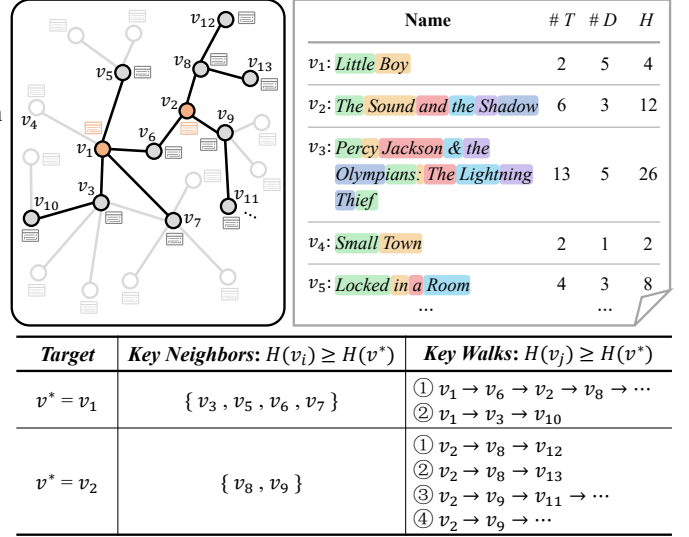 v12
v8
v13
v5
v2
v9
v4
v1
v6
v3
v10
v7
v11
...
Name # T # D H
v1: Little Boy 2 5 4
v2: The Sound and the Shadow 6 3 12
v3: Percy Jackson & the
Olympians: The Lightning 13 5 26
Thief
v4: Small Town 2 1 2
v5: Locked in a Room 4 3 8
... ...
Target Key Neighbors: H(vi) ≥ H(v*) Key Walks: H(vj) ≥ H(v*)
v* = v1 { v3 , v5 , v6 , v7 }
① v1 → v6 → v2 → v8 → ⋯
② v1 → v3 → v10
v* = v2 { v8 , v9 }
① v2 → v8 → v12
② v2 → v8 → v13
③ v2 → v9 → v11 → ⋯
④ v2 → v9 → ⋯